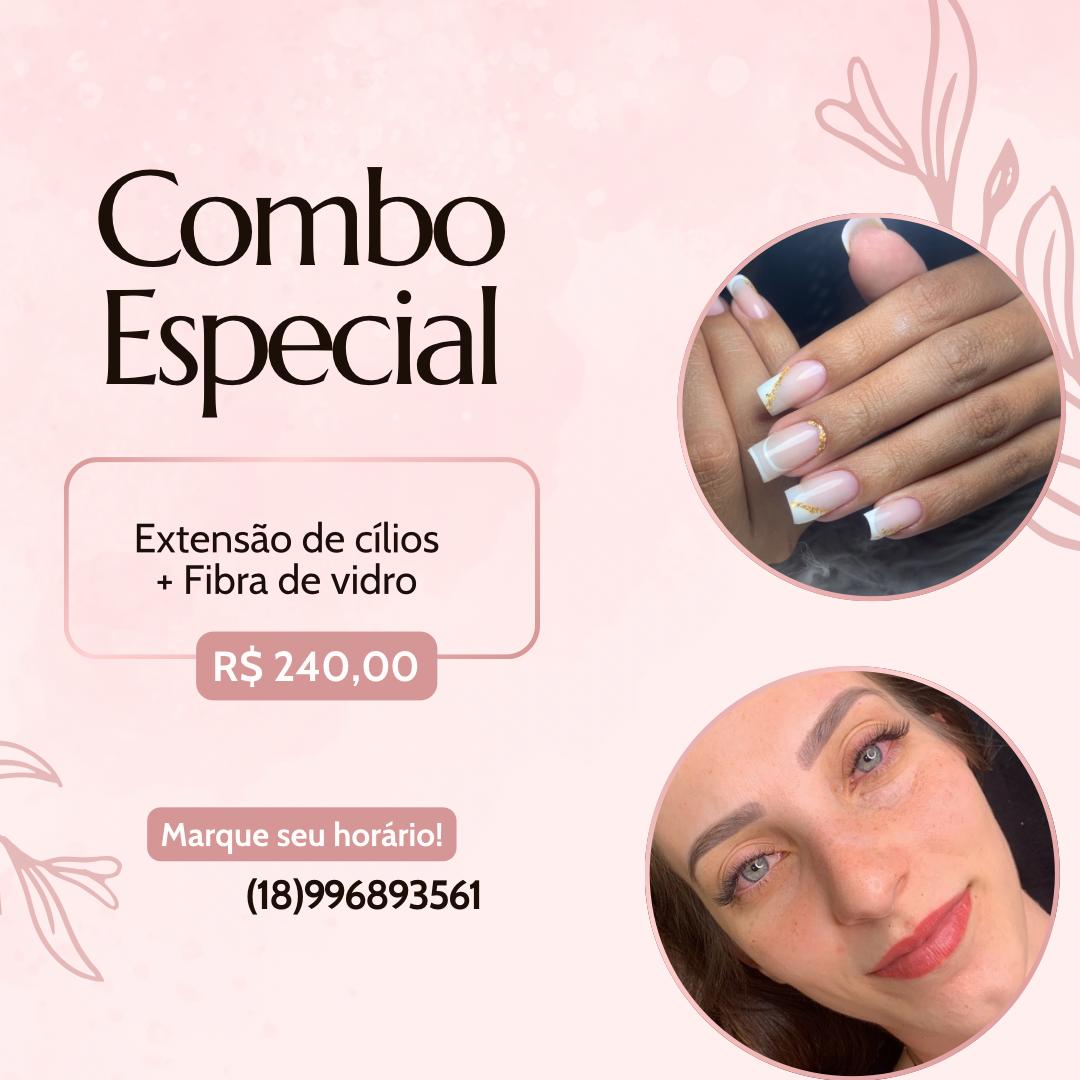 Combo
Especial
Extensão de cílios
+ Fibra de vidro
R$ 240,00
Marque seu horário!
(18)996893561